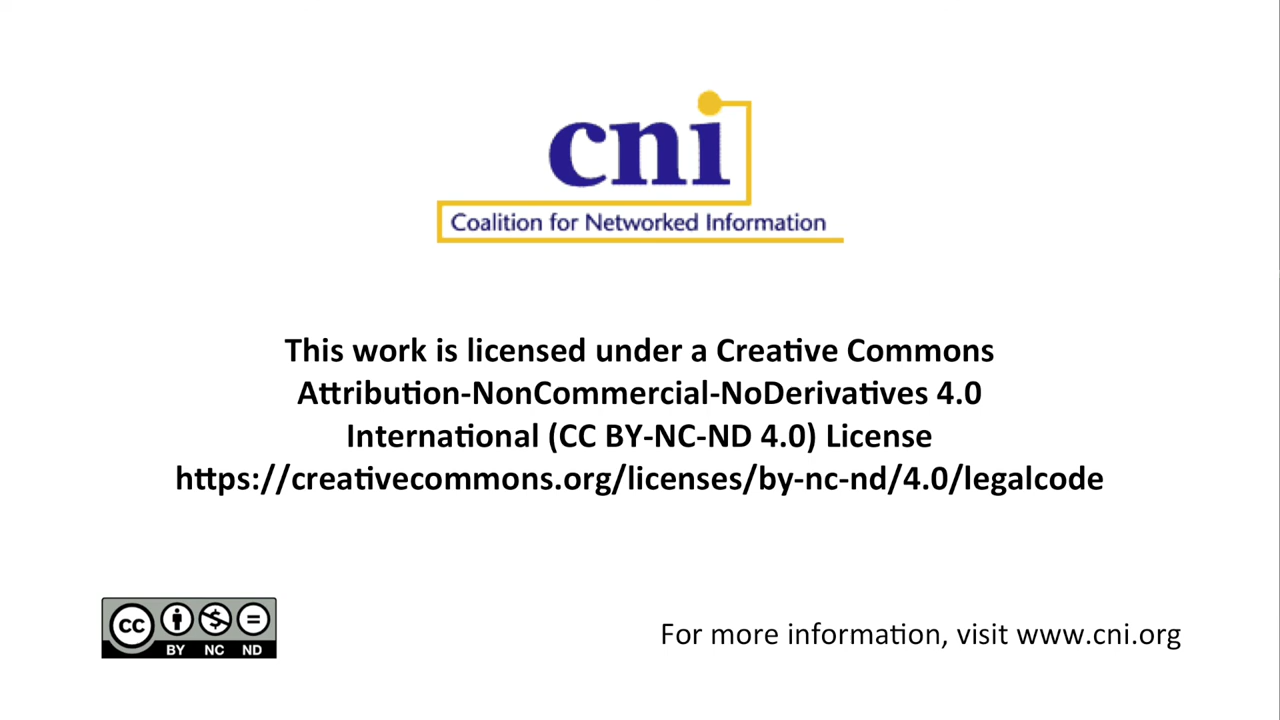 cni
Coalition for Networked Information
This work is licensed under a Creative Commons
Attribution-NonCommercial-NoDerivatives 4.0
International (CC BY-NC-ND 4.0) License
https://creativecommons.org/licenses/by-nc-nd/4.0/legalcode
cc
BY NC ND
For more information, visit www.cni.org